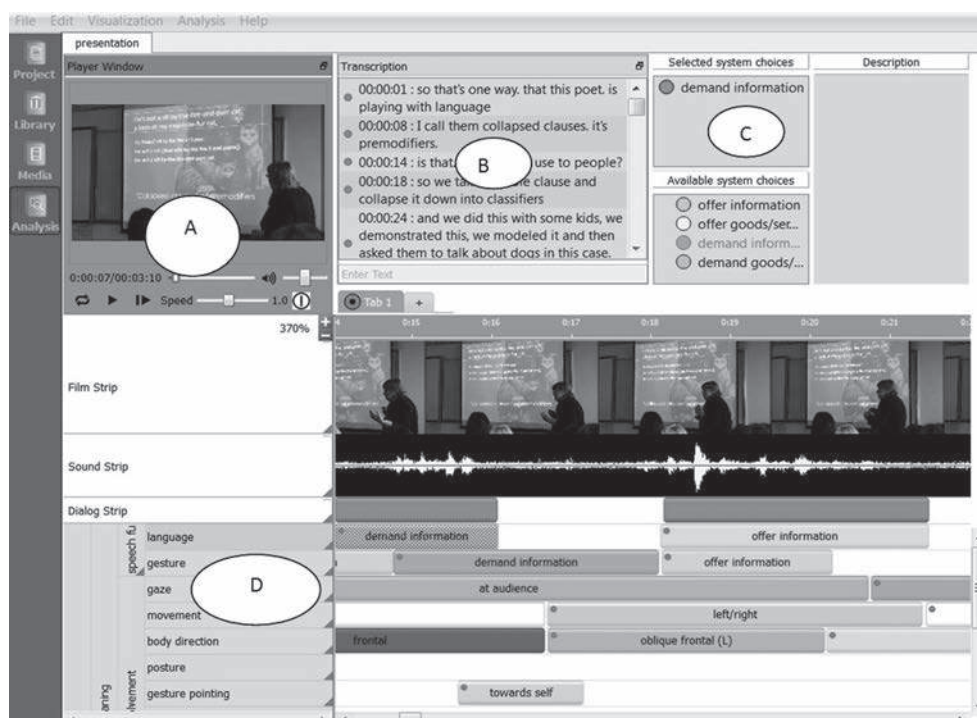 File Edit Visualization Analysis Help
presentation
Project
Library
Media
Analysis
Player Window
A
0:00:07/00:03:10
Speed
1.0
Transcription
00:00:01 : so that's one way. that this poet. is
playing with language
00:00:08 : I call them collapsed clauses. it's
premodifiers.
00:00:14 : is that
use to people?
00:00:18 : so we
clause and
collapse it down into classifiers
00:00:24 : and we did this with some kids, we
demonstrated this, we modeled it and then
asked them to talk about dogs in this case.
B
Enter Text
Selected system choices
demand information
C
Available system choices
offer information
offer goods/ser...
demand inform...
demand goods/...
Description
Tab 1 +
370% + −
4 0:15 0:16 0:17 0:18 0:19 0:20 0:21
Film Strip
Sound Strip
Dialog Strip
speech fu
language
demand information
offer information
gesture
demand information
offer information
D
gaze
at audience
movement
left/right
body direction
frontal
oblique frontal (L)
posture
gesture pointing
towards self
aning
lvement